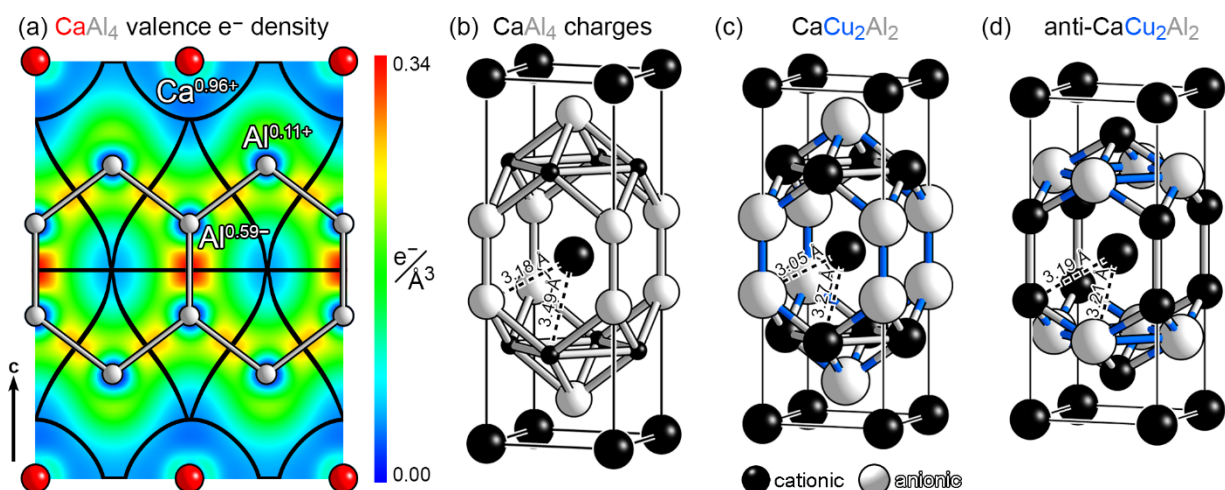 (a) CaAl₄ valence e⁻ density
Ca⁰·⁹⁶⁺
Al⁰·¹¹⁺
Al⁰·⁵⁹⁻
c
0.34
e⁻/Å³
0.00
(b) CaAl₄ charges
3.18 Å
3.49 Å
(c) CaCu₂Al₂
3.05 Å
3.27 Å
(d) anti-CaCu₂Al₂
3.19 Å
3.21 Å
cationic anionic